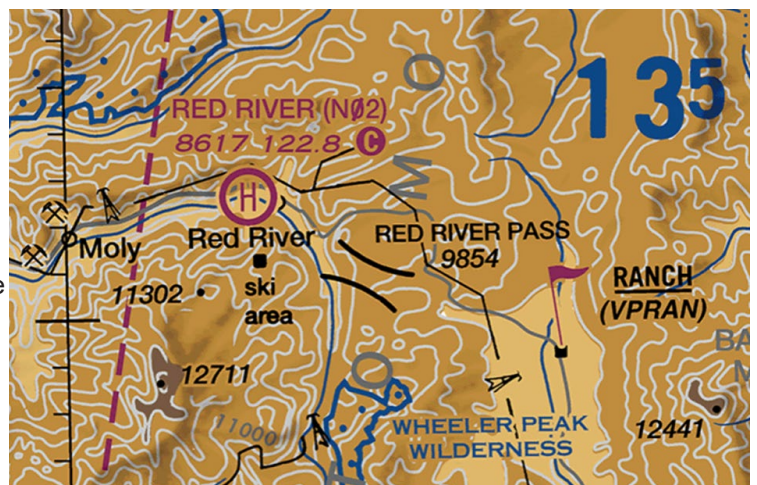 RED RIVER (NØ2)
8617 122.8 C
13⁵
O
M
H
Moly
Red River
RED RIVER PASS
9854
RANCH
(VPRAN)
11302
ski
area
e
12711
O
11000
WHEELER PEAK
WILDERNESS
12441
BA
M